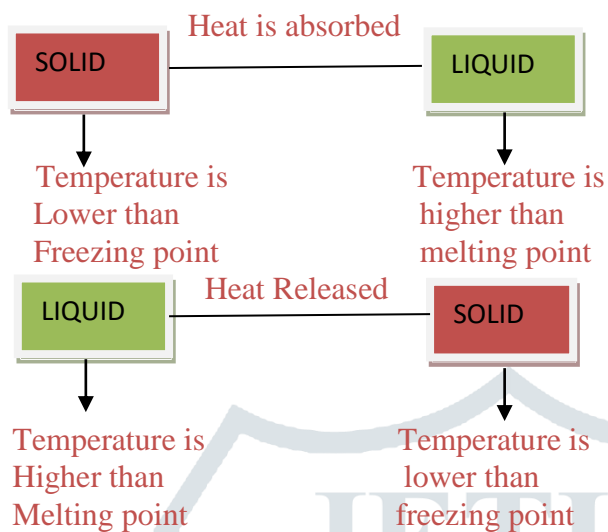 Heat is absorbed
SOLID
LIQUID
Temperature is
Lower than
Freezing point
Temperature is
higher than
melting point
Heat Released
LIQUID
SOLID
Temperature is
Higher than
Melting point
Temperature is
lower than
freezing point